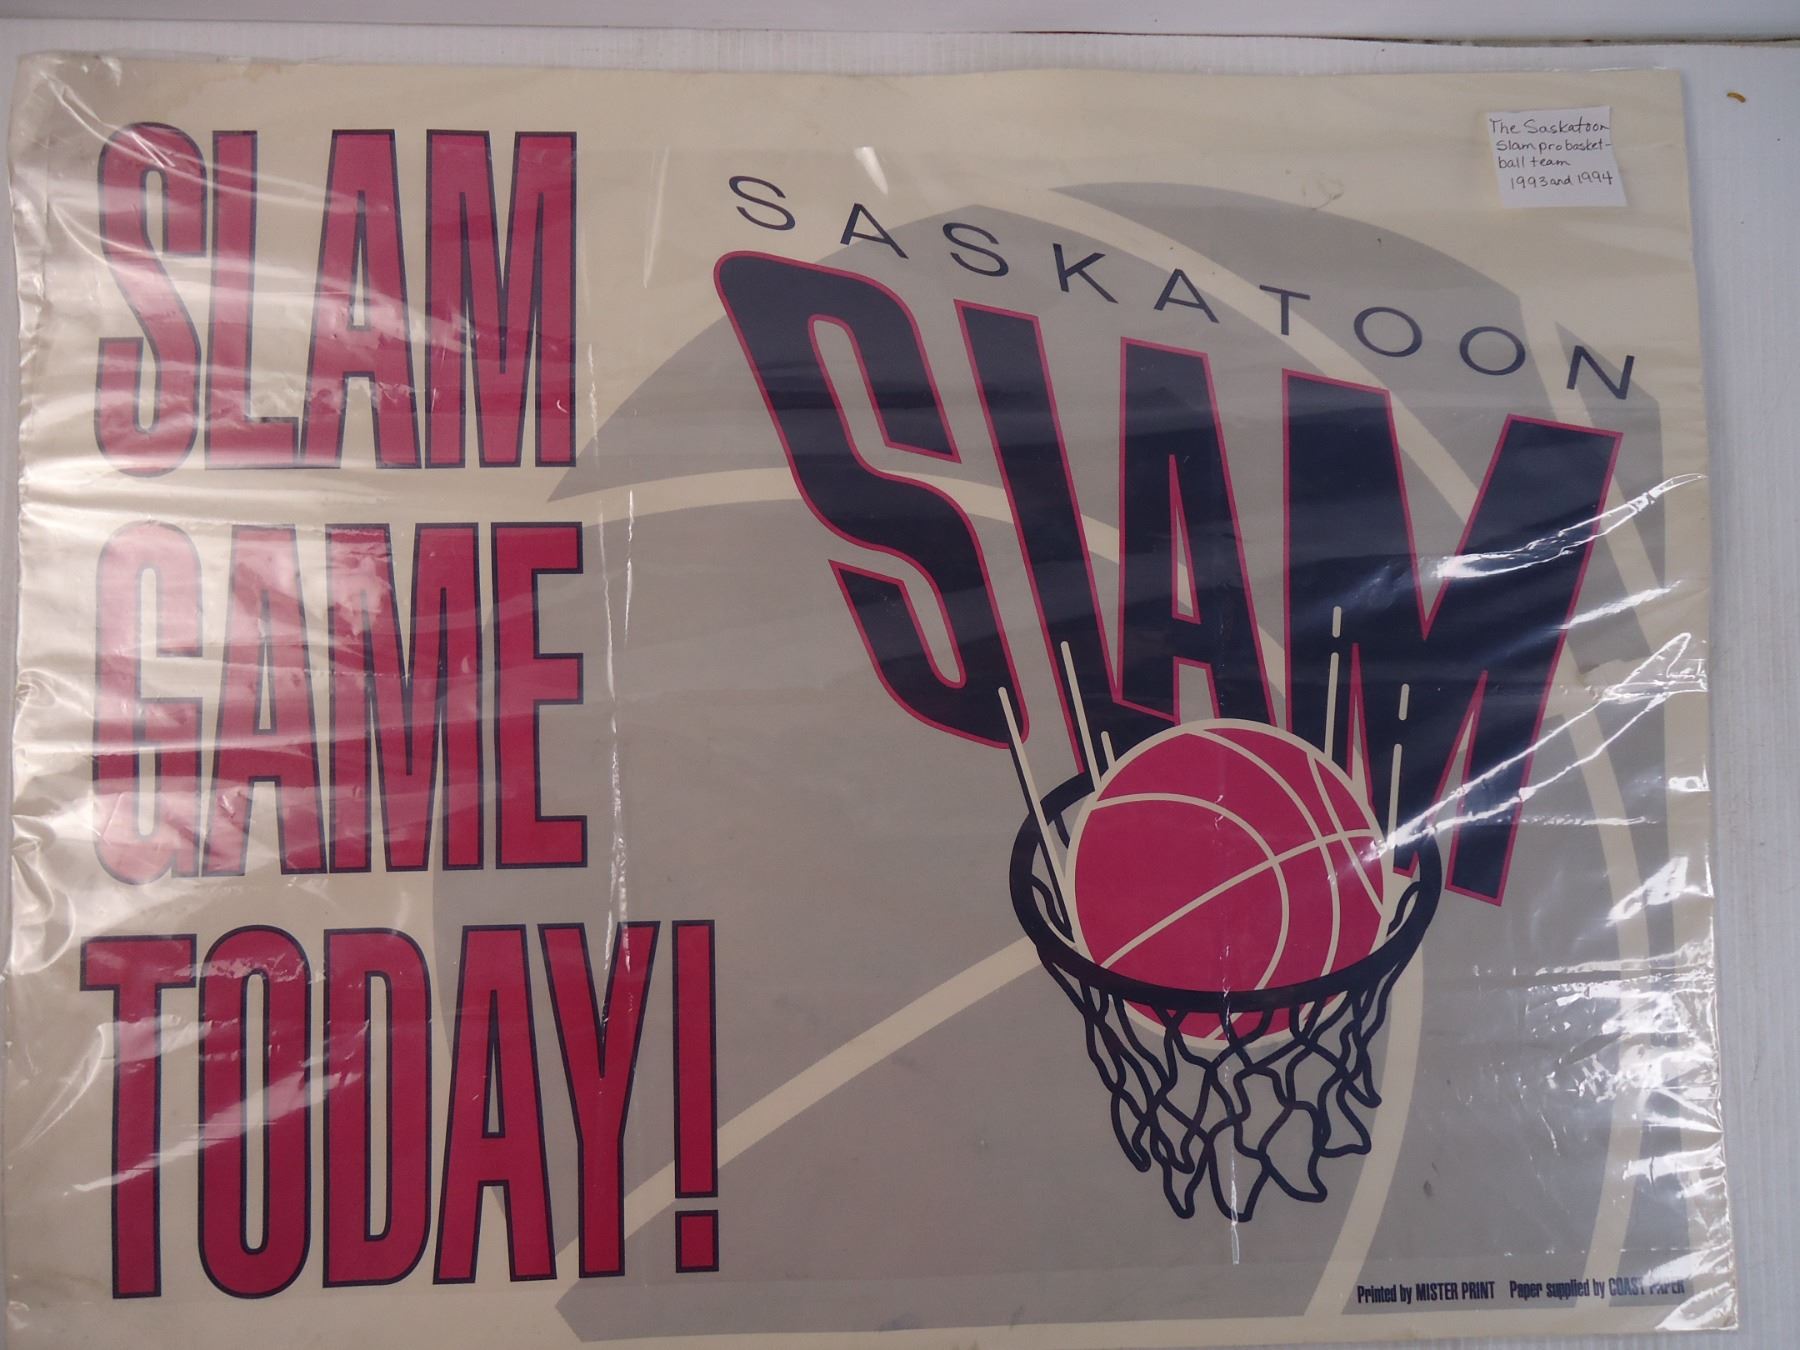 SLAM
GAME
TODAY!
SASKATOON
SLAM
The Saskatoon
Slam pro basket-
ball team
1993 and 1994
Printed by MISTER PRINT Paper supplied by COAST PAPER